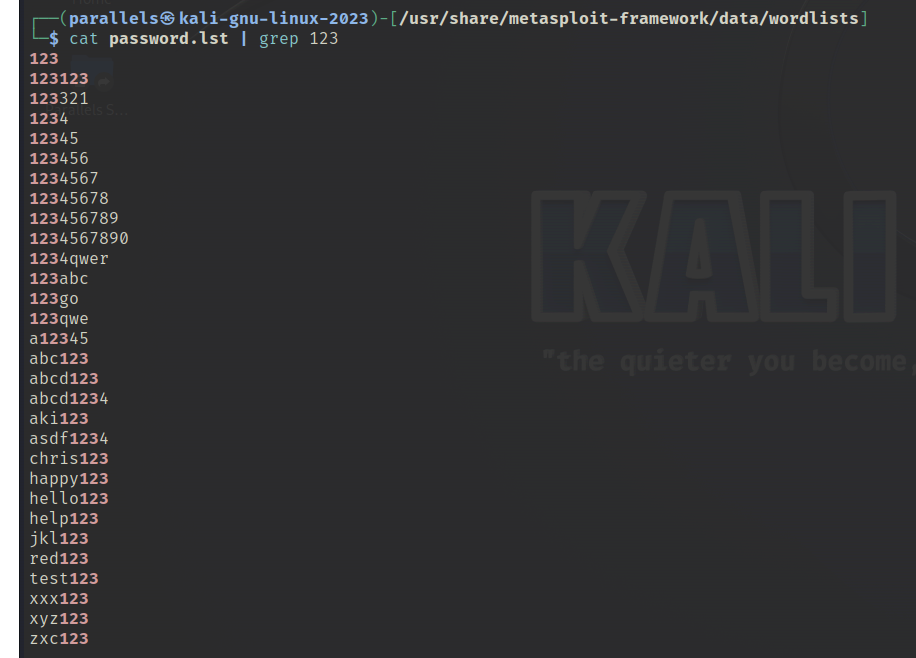 ┌──(parallels㉿kali-gnu-linux-2023)-[/usr/share/metasploit-framework/data/wordlists]
└─$ cat password.lst | grep 123
123
123123
123321
1234
12345
123456
1234567
12345678
123456789
1234567890
1234qwer
123abc
123go
123qwe
a12345
abc123
abcd123
abcd1234
aki123
asdf1234
chris123
happy123
hello123
help123
jkl123
red123
test123
xxx123
xyz123
zxc123
KALI
"the quieter you become